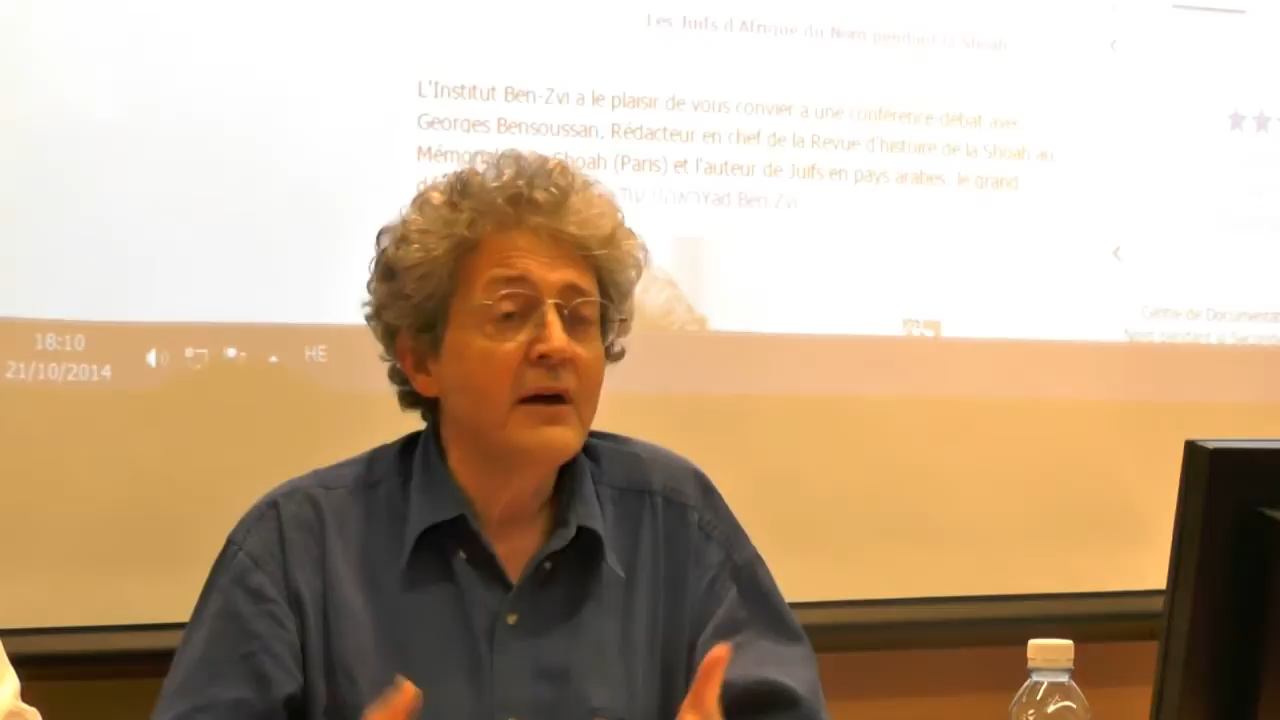 Les Juifs d'Afrique du Nord pendant la Shoah
L'Institut Ben-Zvi a le plaisir de vous convier à une conférence-débat avec
Georges Bensoussan, Rédacteur en chef de la Revue d'histoire de la Shoah au
Shoah (Paris) et l'auteur de Juifs en pays arabes: le grand
Yad Ben Zvi
Centre de
18:10
HE
21/10/2014